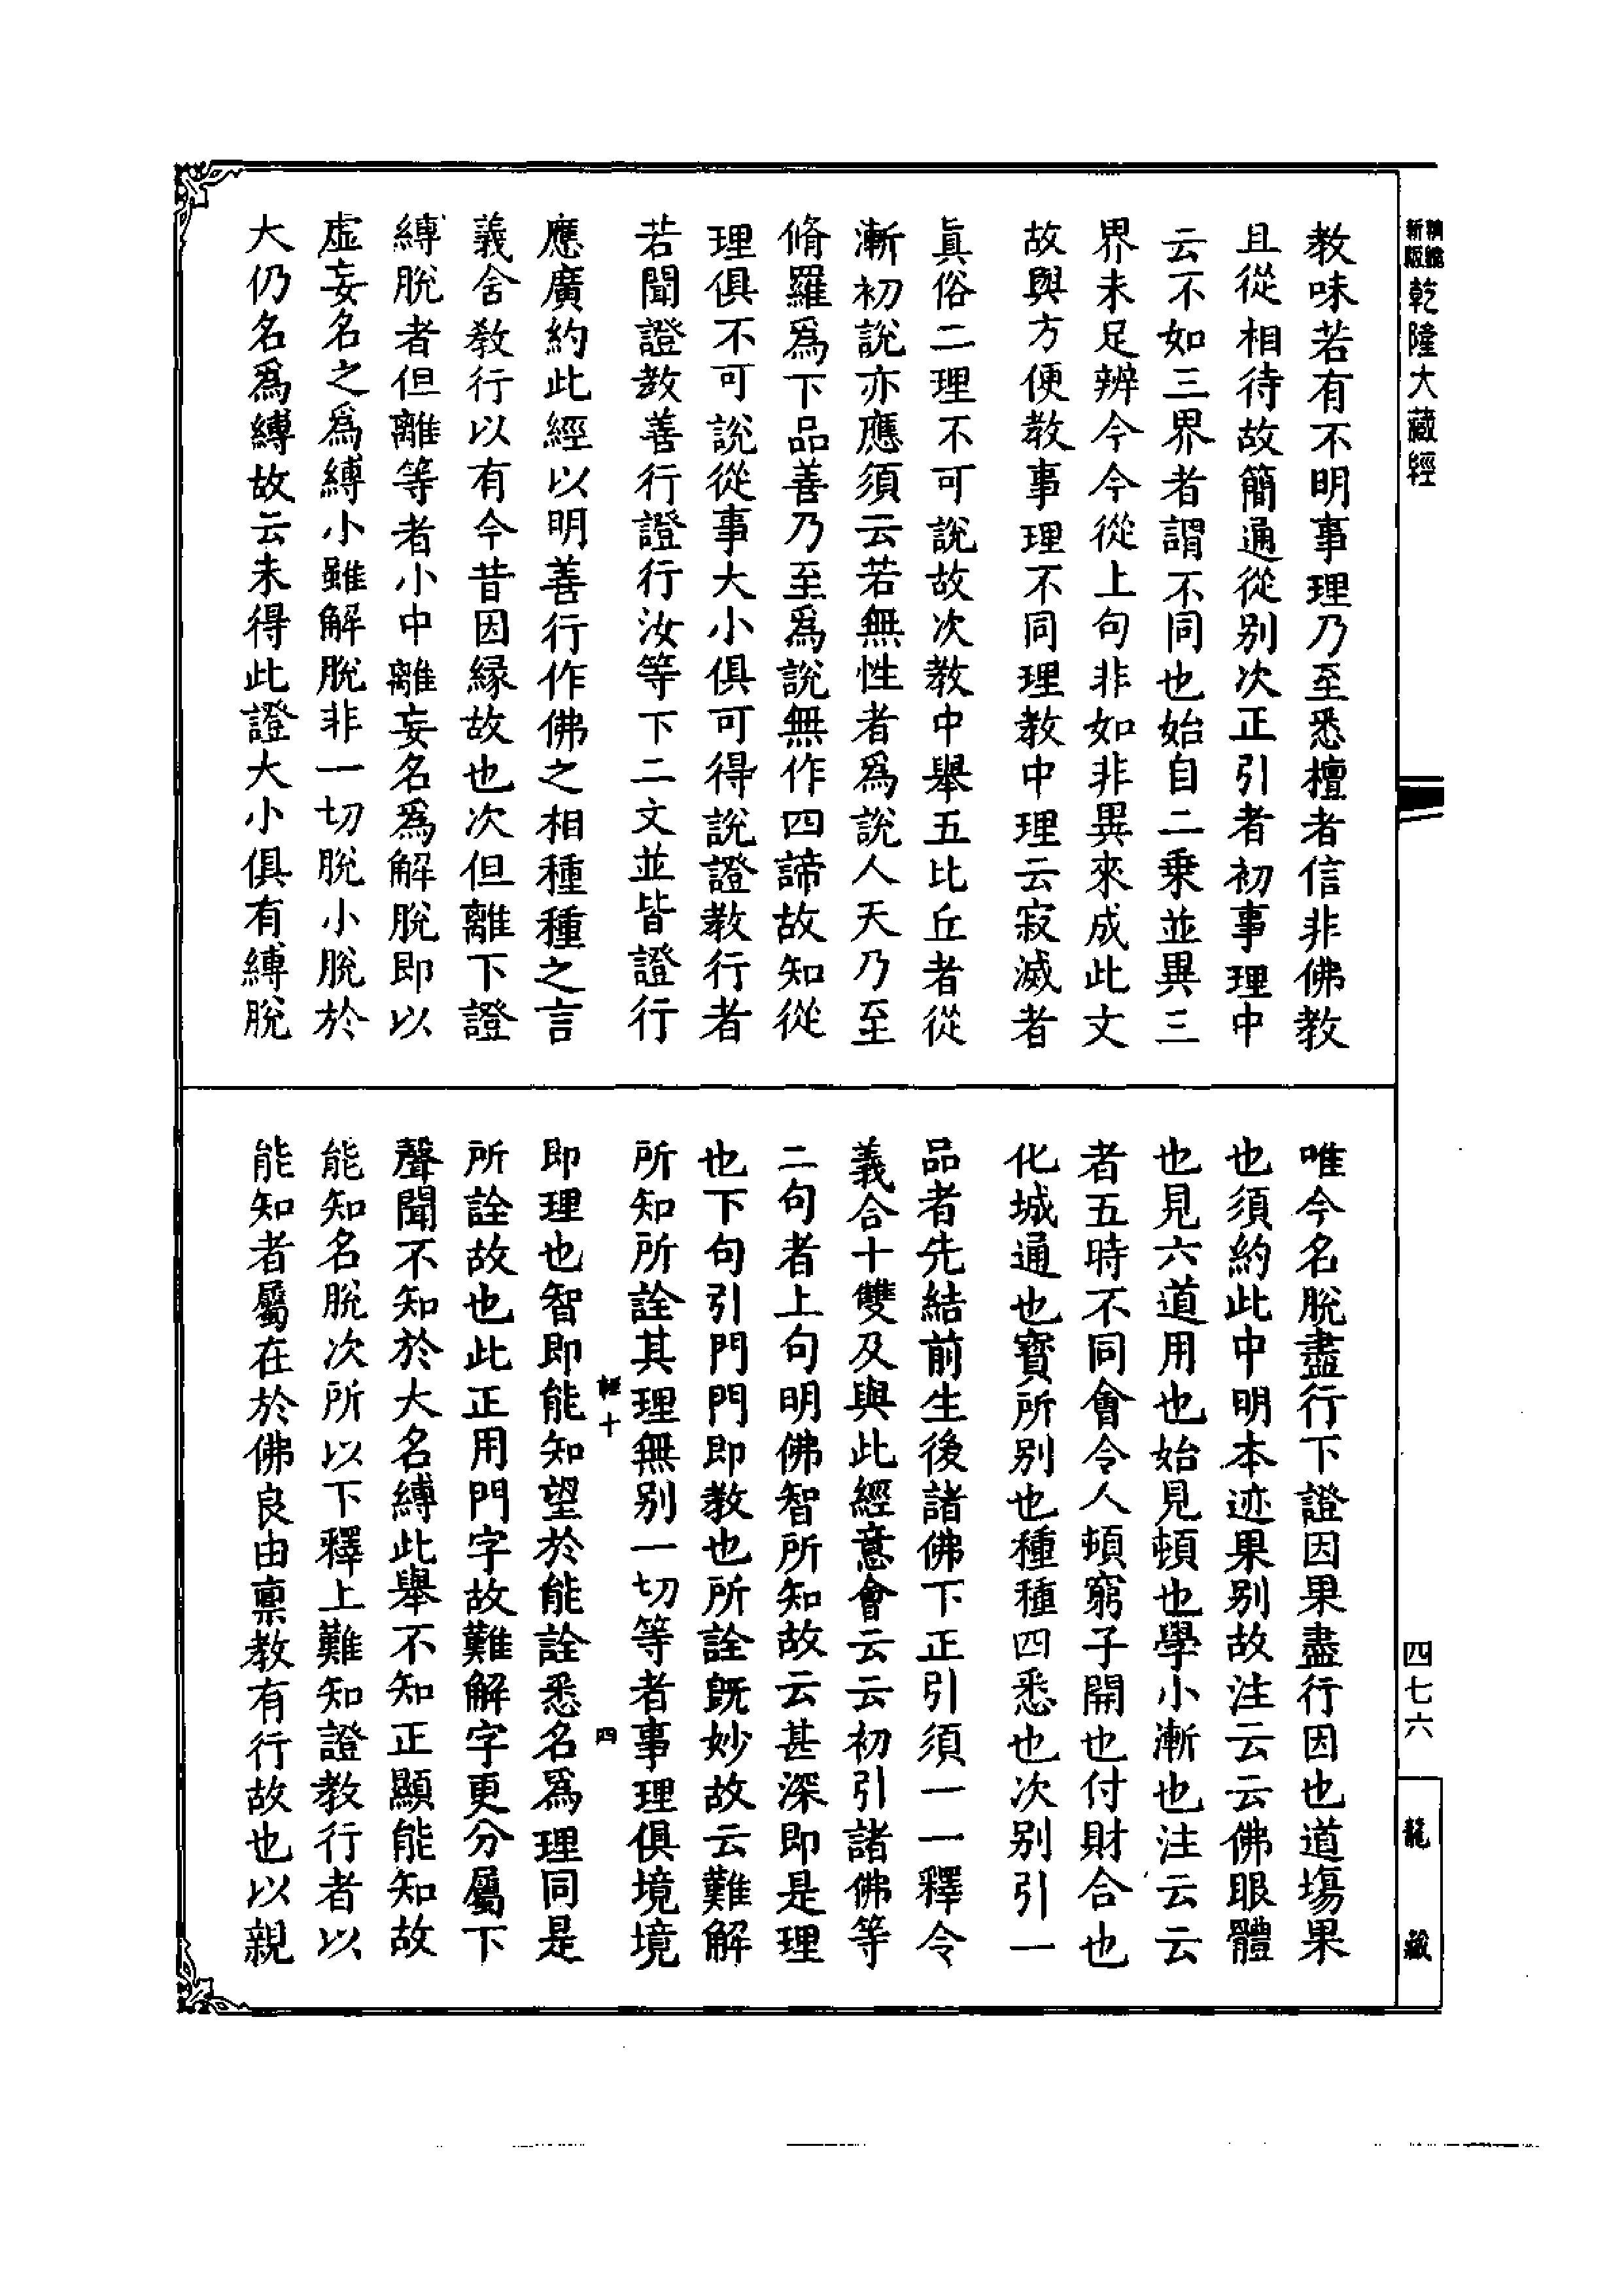 新版
乾隆大藏經
教味若有不明事理乃至悉檀者信非佛教
且從相待故簡通從別次正引者初事理中
云不如三界者謂不同也始自二乗並異三
界未足辨今今從上句非如非異來成此文
故與方便教事理不同理教中理云寂滅者
眞俗二理不可說故次教中舉五比丘者從
漸初說亦應須云若無性者爲說人天乃至
脩羅爲下品善乃至爲說無作四諦故知從
理俱不可說從事大小俱可得說證教行者
若聞證教善行證行汝等下二文並皆證行
應廣約此經以明善行作佛之相種種之言
義含教行以有今昔因縁故也次但離下證
縛脫者但離等者小中離妄名爲解脫即以
虛妄名之爲縛小雖解脫非一切脫小脫於
大仍名爲縛故云未得此證大小俱有縛脫
唯今名脫盡行下證因果盡行因也道場果
也須約此中明本迹果別故注云云佛眼體
也見六道用也始見頓也學小漸也注云云
者五時不同會令人頓窮子開也付財合也
化城通也寳所別也種種四悉也次別引一
品者先結前生後諸佛下正引須一一釋令
義合十雙及與此經意會云云初引諸佛等
二句者上句明佛智所知故云甚深即是理
也下句引門門即教也所詮旣妙故云難解
所知所詮其理無別一切等者事理俱境境
十
四
即理也智即能知望於能詮悉名爲理同是
所詮故也此正用門字故難解字更分屬下
聲聞不知於大名縛此舉不知正顯能知故
能知名脫次所以下釋上難知證教行者以
能知者屬在於佛良由禀教有行故也以親
四七六
龍藏